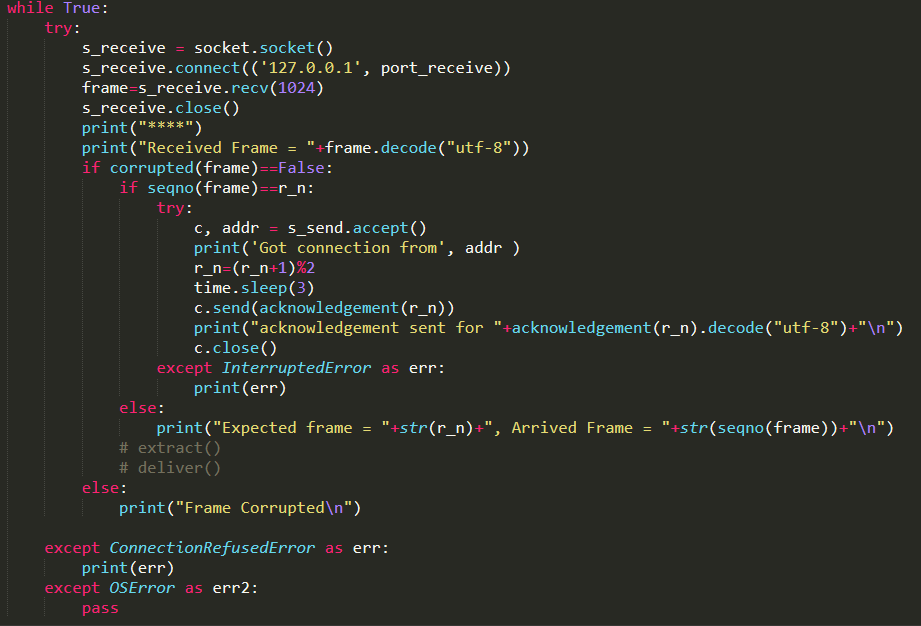 while True:
    try:
        s_receive = socket.socket()
        s_receive.connect(('127.0.0.1', port_receive))
        frame=s_receive.recv(1024)
        s_receive.close()
        print("****")
        print("Received Frame = "+frame.decode("utf-8"))
        if corrupted(frame)==False:
            if seqno(frame)==r_n:
                try:
                    c, addr = s_send.accept()
                    print('Got connection from', addr )
                    r_n=(r_n+1)%2
                    time.sleep(3)
                    c.send(acknowledgement(r_n))
                    print("acknowledgement sent for "+acknowledgement(r_n).decode("utf-8")+"\n")
                    c.close()
                except InterruptedError as err:
                    print(err)
            else:
                print("Expected frame = "+str(r_n)+", Arrived Frame = "+str(seqno(frame))+"\n")
            # extract()
            # deliver()
        else:
            print("Frame Corrupted\n")

    except ConnectionRefusedError as err:
        print(err)
    except OSError as err2:
        pass